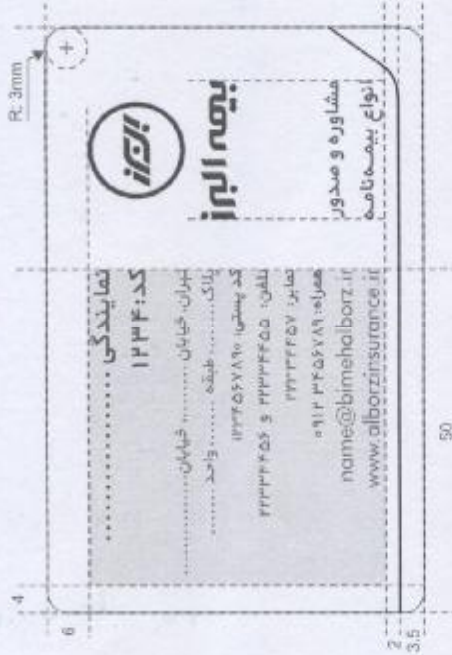 R: 3mm
البرز
بیمه البرز
مشاوره و صدور
انواع بیمه‌نامه
نمایندگی ....................
کد: ۱۲۳۴
تهران، خیابان ............، خیابان ....................
پلاک .......... طبقه ........ واحد ........
کد پستی: ۱۲۳۴۵۶۷۸۹۰
تلفن: ۲۲۳۳۴۴۵۵ و ۲۲۳۳۴۴۵۶
نمابر: ۲۲۳۳۴۴۵۷
همراه: ۰۹۱۲ ۳۴۵۶۷۸۹
name@bimehalborz.ir
www.alborzinsurance.ir
4
6
50
2
3.5